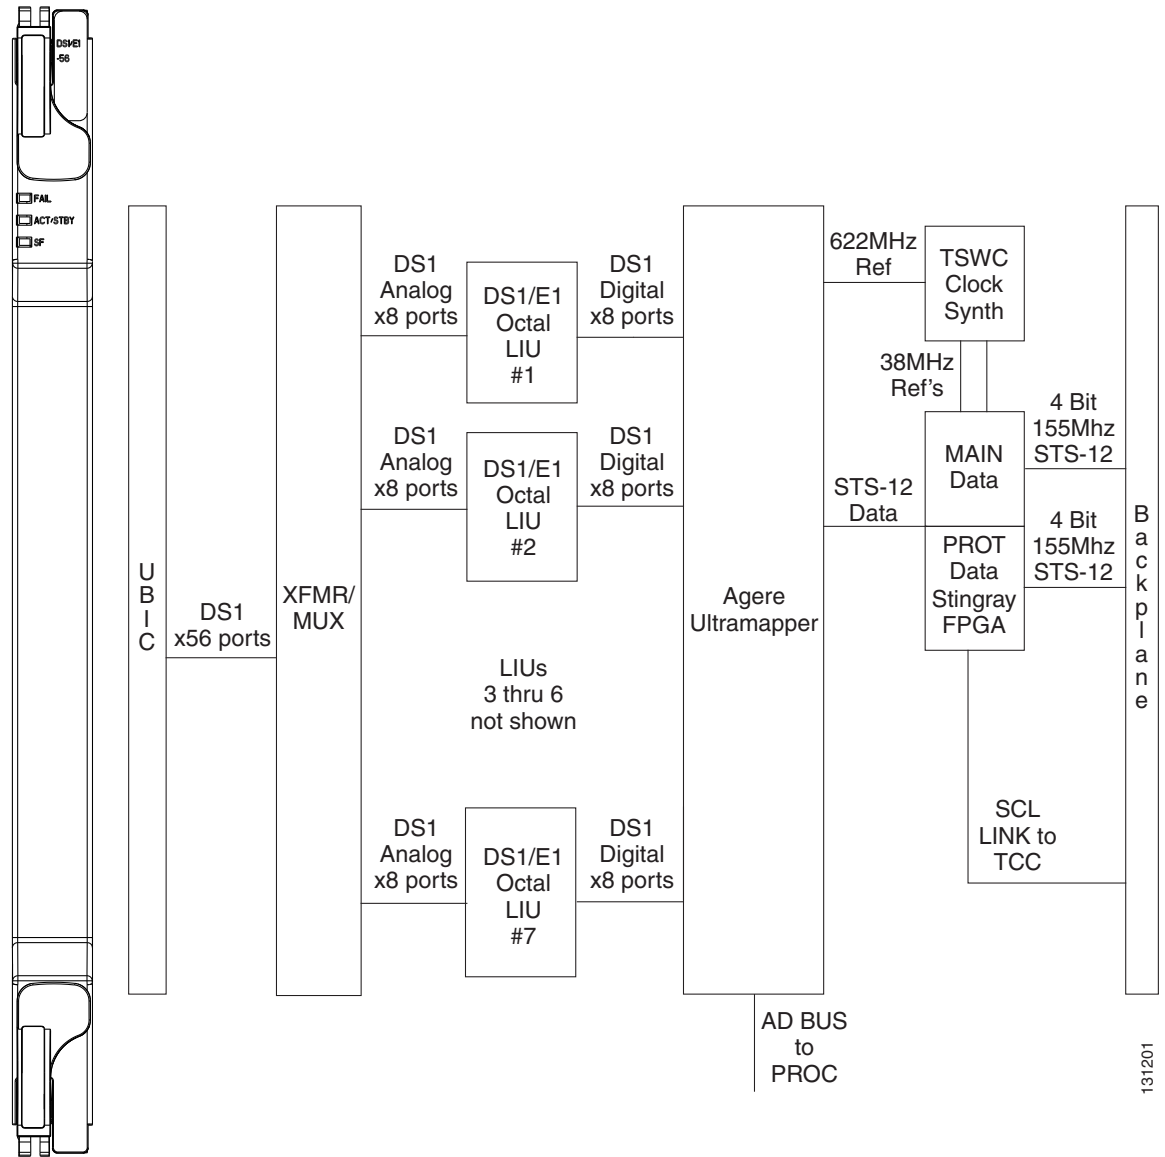 DS1/E1
-56
FAIL
ACT/STBY
SF
UBIC
DS1
x56 ports
XFMR/
MUX
DS1
Analog
x8 ports
DS1/E1
Octal
LIU
#1
DS1
Digital
x8 ports
DS1
Analog
x8 ports
DS1/E1
Octal
LIU
#2
DS1
Digital
x8 ports
LIUs
3 thru 6
not shown
DS1
Analog
x8 ports
DS1/E1
Octal
LIU
#7
DS1
Digital
x8 ports
Agere
Ultramapper
AD BUS
to
PROC
622MHz
Ref
TSWC
Clock
Synth
38MHz
Ref's
STS-12
Data
MAIN
Data
PROT
Data
Stingray
FPGA
4 Bit
155Mhz
STS-12
4 Bit
155Mhz
STS-12
SCL
LINK to
TCC
Backplane
131201